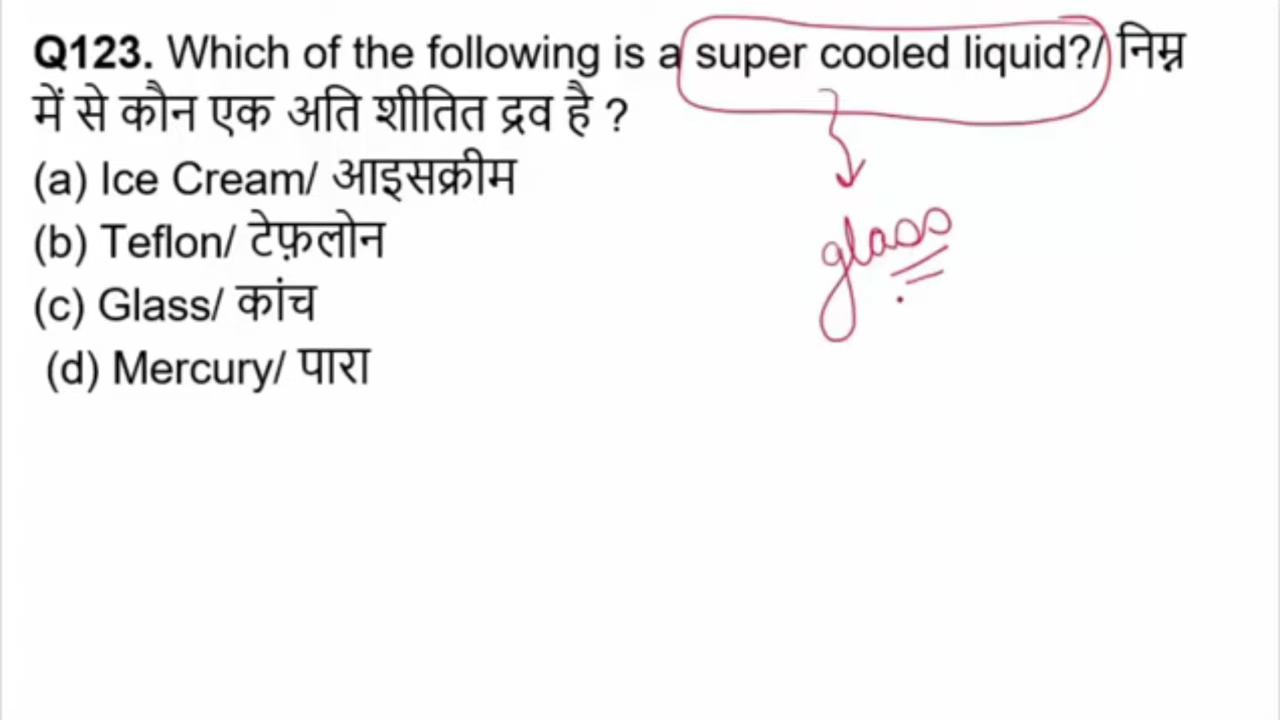 Q123. Which of the following is a super cooled liquid?/ निम्न
में से कौन एक अति शीतित द्रव है ?
(a) Ice Cream/ आइसक्रीम
(b) Teflon/ टेफ़लोन
glass
(c) Glass/ कांच
(d) Mercury/ पारा